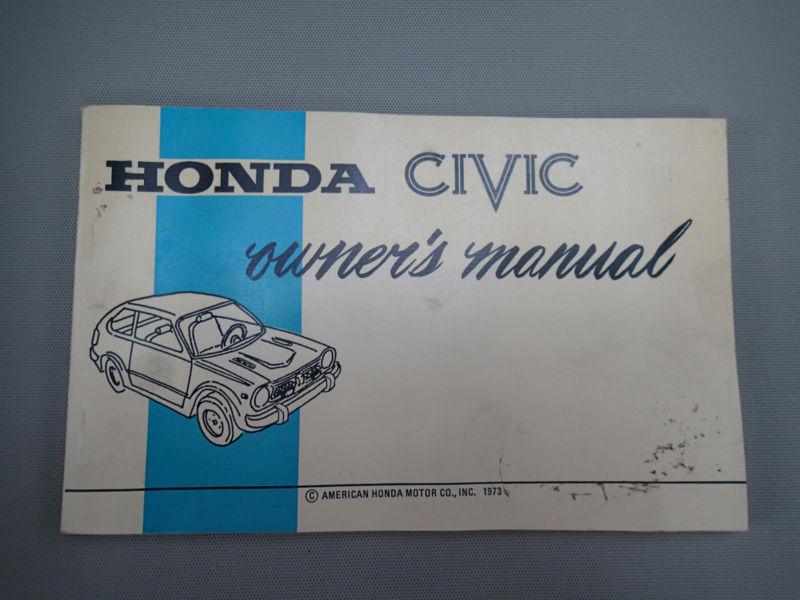 HONDA CIVIC
owner's manual
© AMERICAN HONDA MOTOR CO., INC. 1973